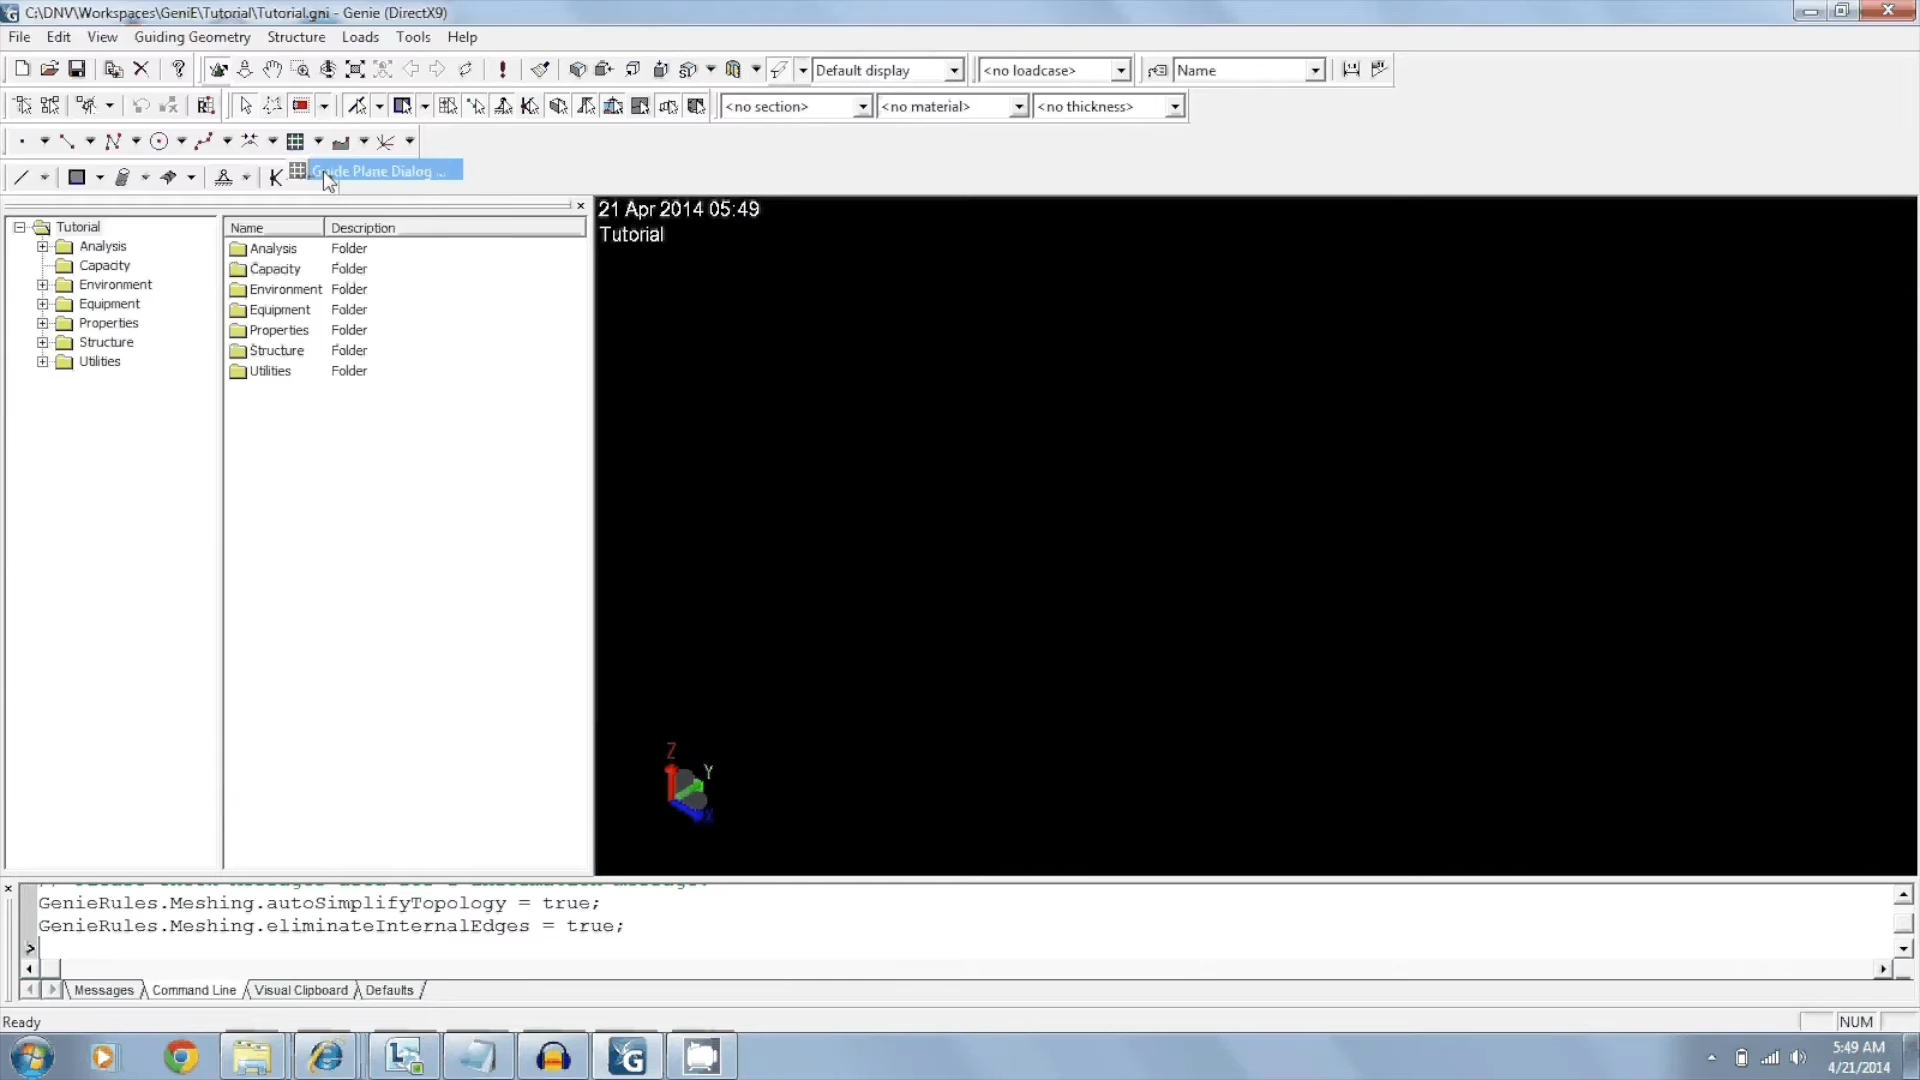 C:\DNV\Workspaces\GeniE\Tutorial\Tutorial.gni - Genie (DirectX9)
File Edit View Guiding Geometry Structure Loads Tools Help
Default display <no loadcase> Name
<no section> <no material> <no thickness>
Guide Plane Dialog ...
21 Apr 2014 05:49
Tutorial
Tutorial
Analysis
Capacity
Environment
Equipment
Properties
Structure
Utilities
Name Description
Analysis Folder
Capacity Folder
Environment Folder
Equipment Folder
Properties Folder
Structure Folder
Utilities Folder
Z
Y
X
GenieRules.Meshing.autoSimplifyTopology = true;
GenieRules.Meshing.eliminateInternalEdges = true;
>
Messages Command Line Visual Clipboard Defaults
Ready
NUM
5:49 AM
4/21/2014